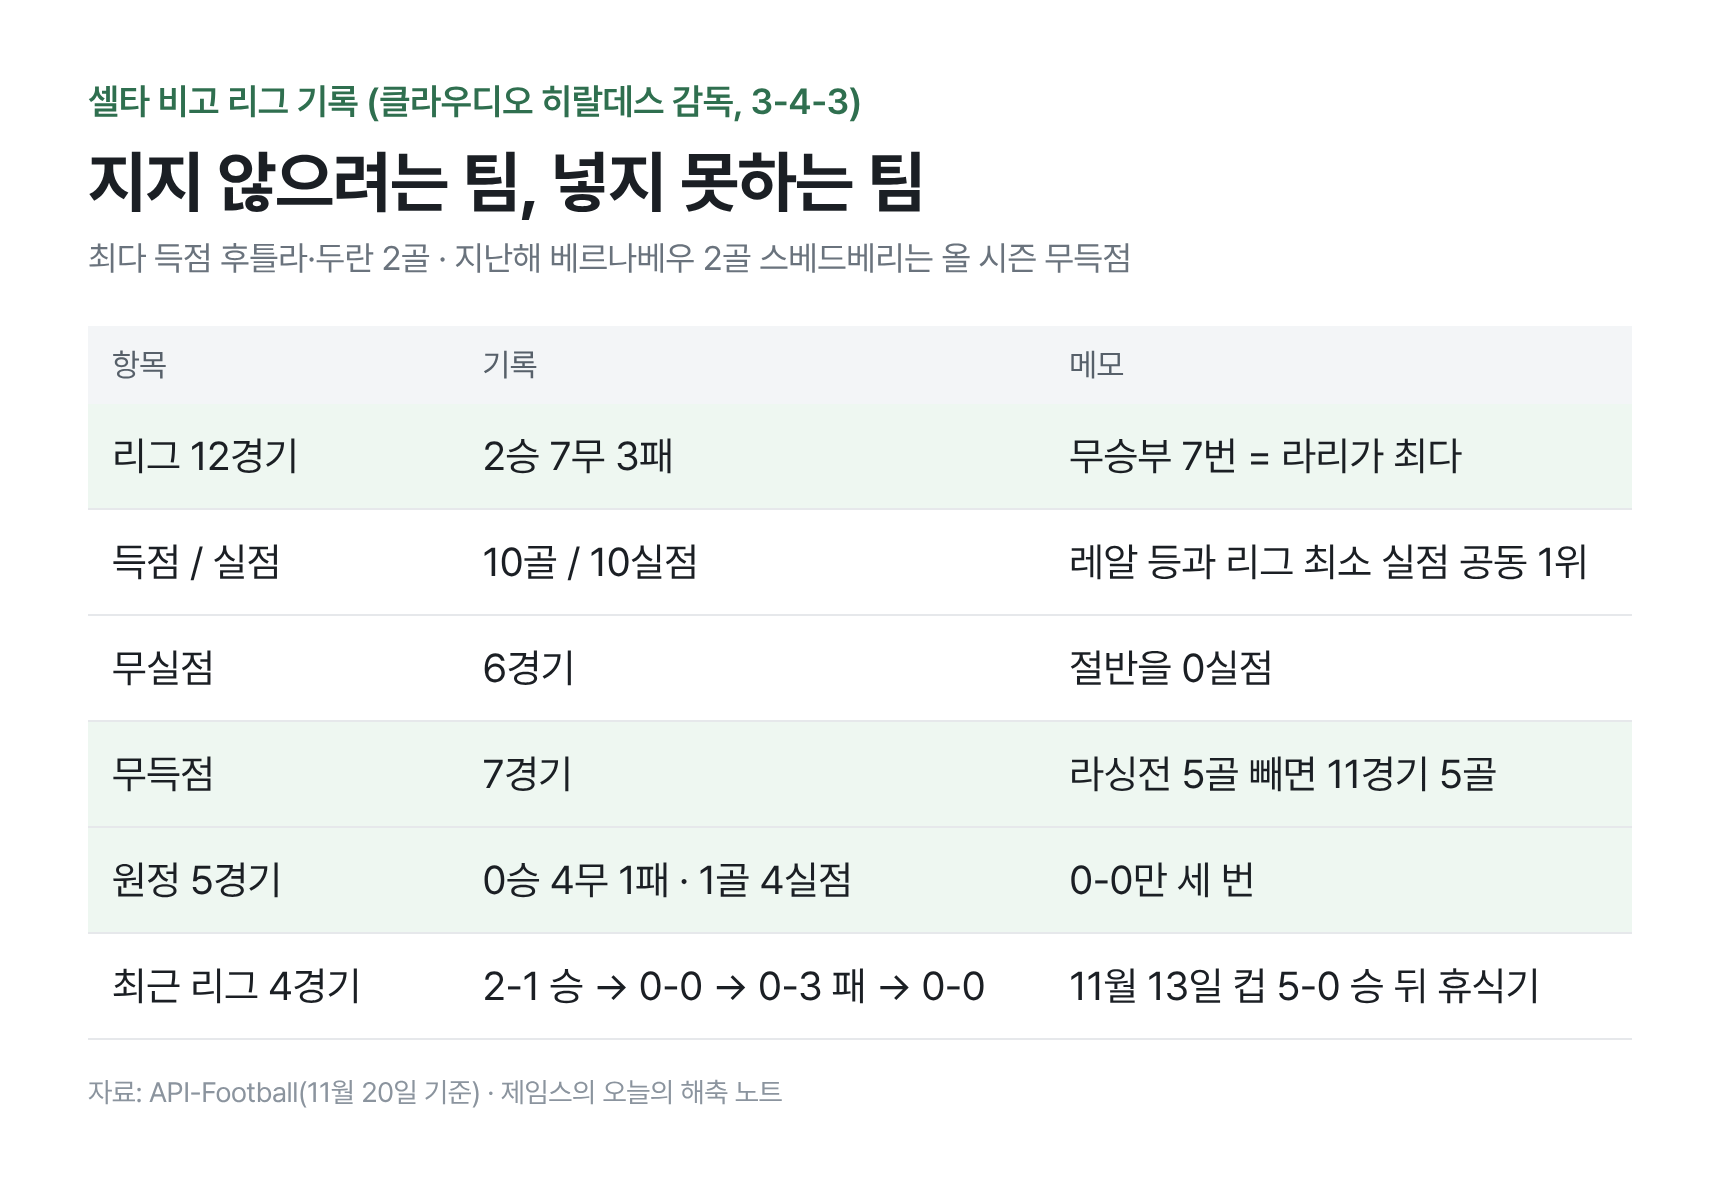 셀타 비고 리그 기록 (클라우디오 히랄데스 감독, 3-4-3)
지지 않으려는 팀, 넣지 못하는 팀
최다 득점 후틀라·두란 2골 · 지난해 베르나베우 2골 스베드베리는 올 시즌 무득점
항목 기록 메모
리그 12경기 2승 7무 3패 무승부 7번 = 라리가 최다
득점 / 실점 10골 / 10실점 레알 등과 리그 최소 실점 공동 1위
무실점 6경기 절반을 0실점
무득점 7경기 라싱전 5골 빼면 11경기 5골
원정 5경기 0승 4무 1패 · 1골 4실점 0-0만 세 번
최근 리그 4경기 2-1 승 → 0-0 → 0-3 패 → 0-0 11월 13일 컵 5-0 승 뒤 휴식기
자료: API-Football(11월 20일 기준) · 제임스의 오늘의 해축 노트